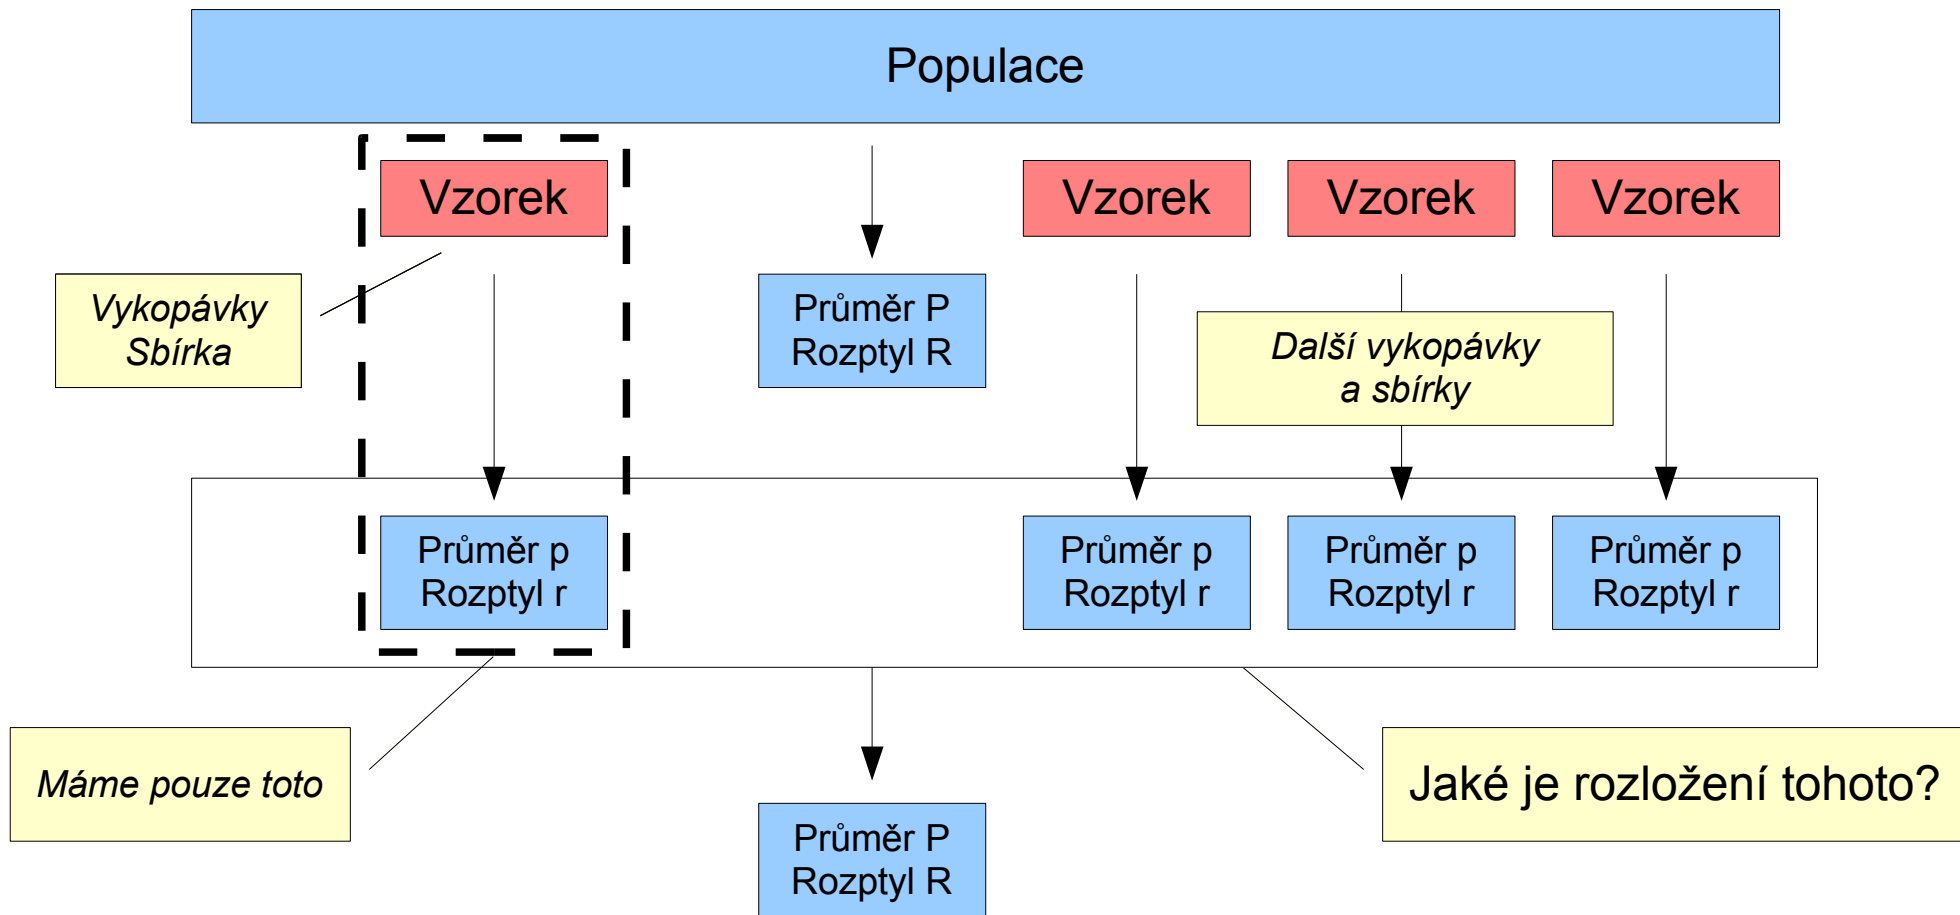 Populace
Vzorek
Vzorek
Vzorek
Vzorek
Vykopávky
Sbírka
Průměr P
Rozptyl R
Další vykopávky
a sbírky
Průměr p
Rozptyl r
Průměr p
Rozptyl r
Průměr p
Rozptyl r
Průměr p
Rozptyl r
Máme pouze toto
Jaké je rozložení tohoto?
Průměr P
Rozptyl R